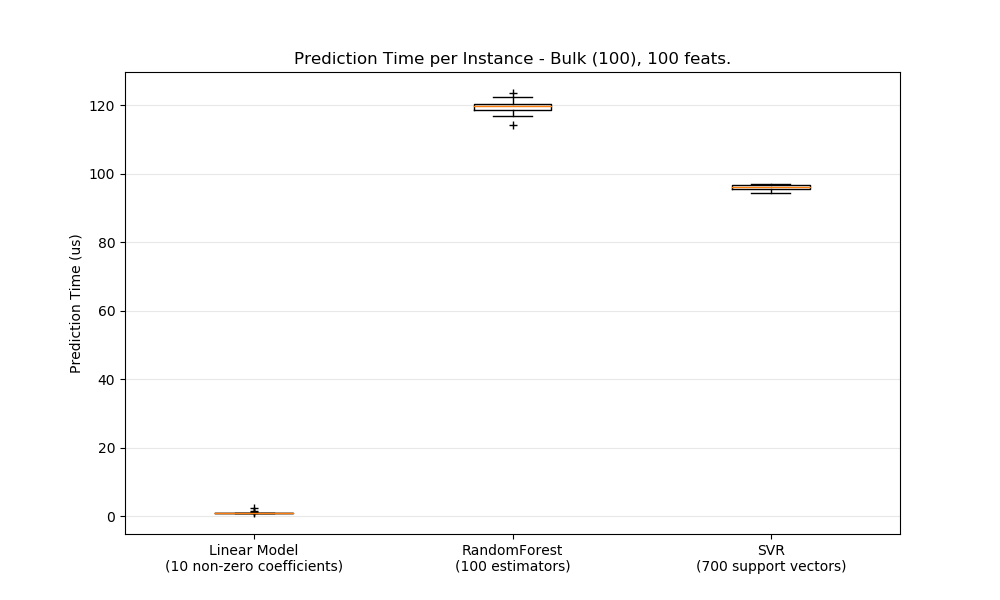 Prediction Time per Instance - Bulk (100), 100 feats.
Prediction Time (us)
120
100
80
60
40
20
0
Linear Model
(10 non-zero coefficients)
RandomForest
(100 estimators)
SVR
(700 support vectors)